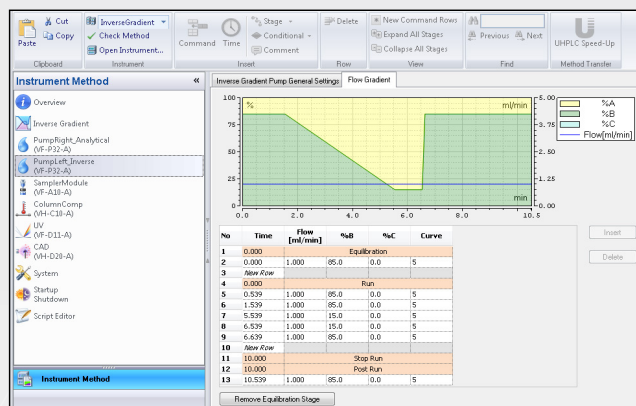 Cut
InverseGradient
Stage
Delete
New Command Rows
Copy
Check Method
Conditional
Expand All Stages
Previous
Next
Paste
Open Instrument...
Command
Time
Comment
Collapse All Stages
UHPLC Speed-Up
Clipboard
Instrument
Insert
Row
View
Find
Method Transfer
Instrument Method
«
Overview
Inverse Gradient
PumpRight_Analytical
(VF-P32-A)
PumpLeft_Inverse
(VF-P32-A)
SamplerModule
(VF-A10-A)
ColumnComp
(VH-C10-A)
UV
(VF-D11-A)
CAD
(VH-D20-A)
System
Startup
Shutdown
Script Editor
Instrument Method
Inverse Gradient Pump General Settings
Flow Gradient
100
%
ml/min
5.00
75
3.75
50
2.50
25
1.25
min
0
0.00
0.0 2.0 4.0 6.0 8.0 10.5
%A
%B
%C
Flow[ml/min]
No Time Flow [ml/min] %B %C Curve
1 0.000 Equilibration
2 0.000 1.000 85.0 0.0 5
3 New Row
4 0.000 Run
5 0.539 1.000 85.0 0.0 5
6 1.539 1.000 85.0 0.0 5
7 5.539 1.000 15.0 0.0 5
8 6.539 1.000 15.0 0.0 5
9 6.639 1.000 85.0 0.0 5
10 New Row
11 10.000 Stop Run
12 10.000 Post Run
13 10.539 1.000 85.0 0.0 5
Insert
Delete
Remove Equilibration Stage